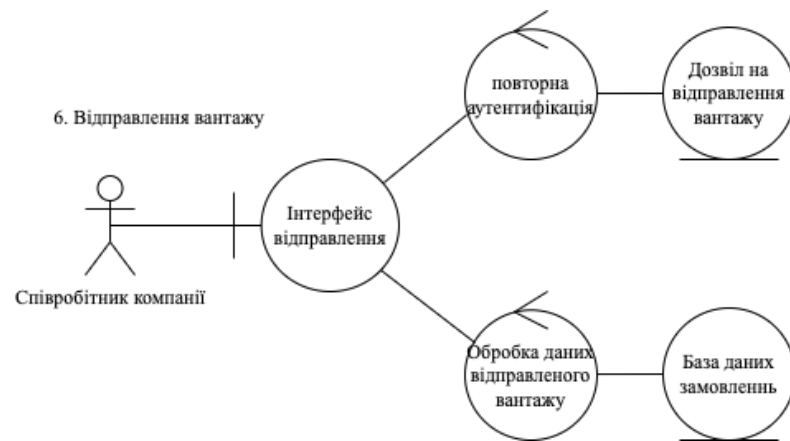 6. Відправлення вантажу
Співробітник компанії
Інтерфейс
відправлення
повторна
аутентифікація
Дозвіл на
відправлення
вантажу
Обробка даних
відправленого
вантажу
База даних
замовленнь